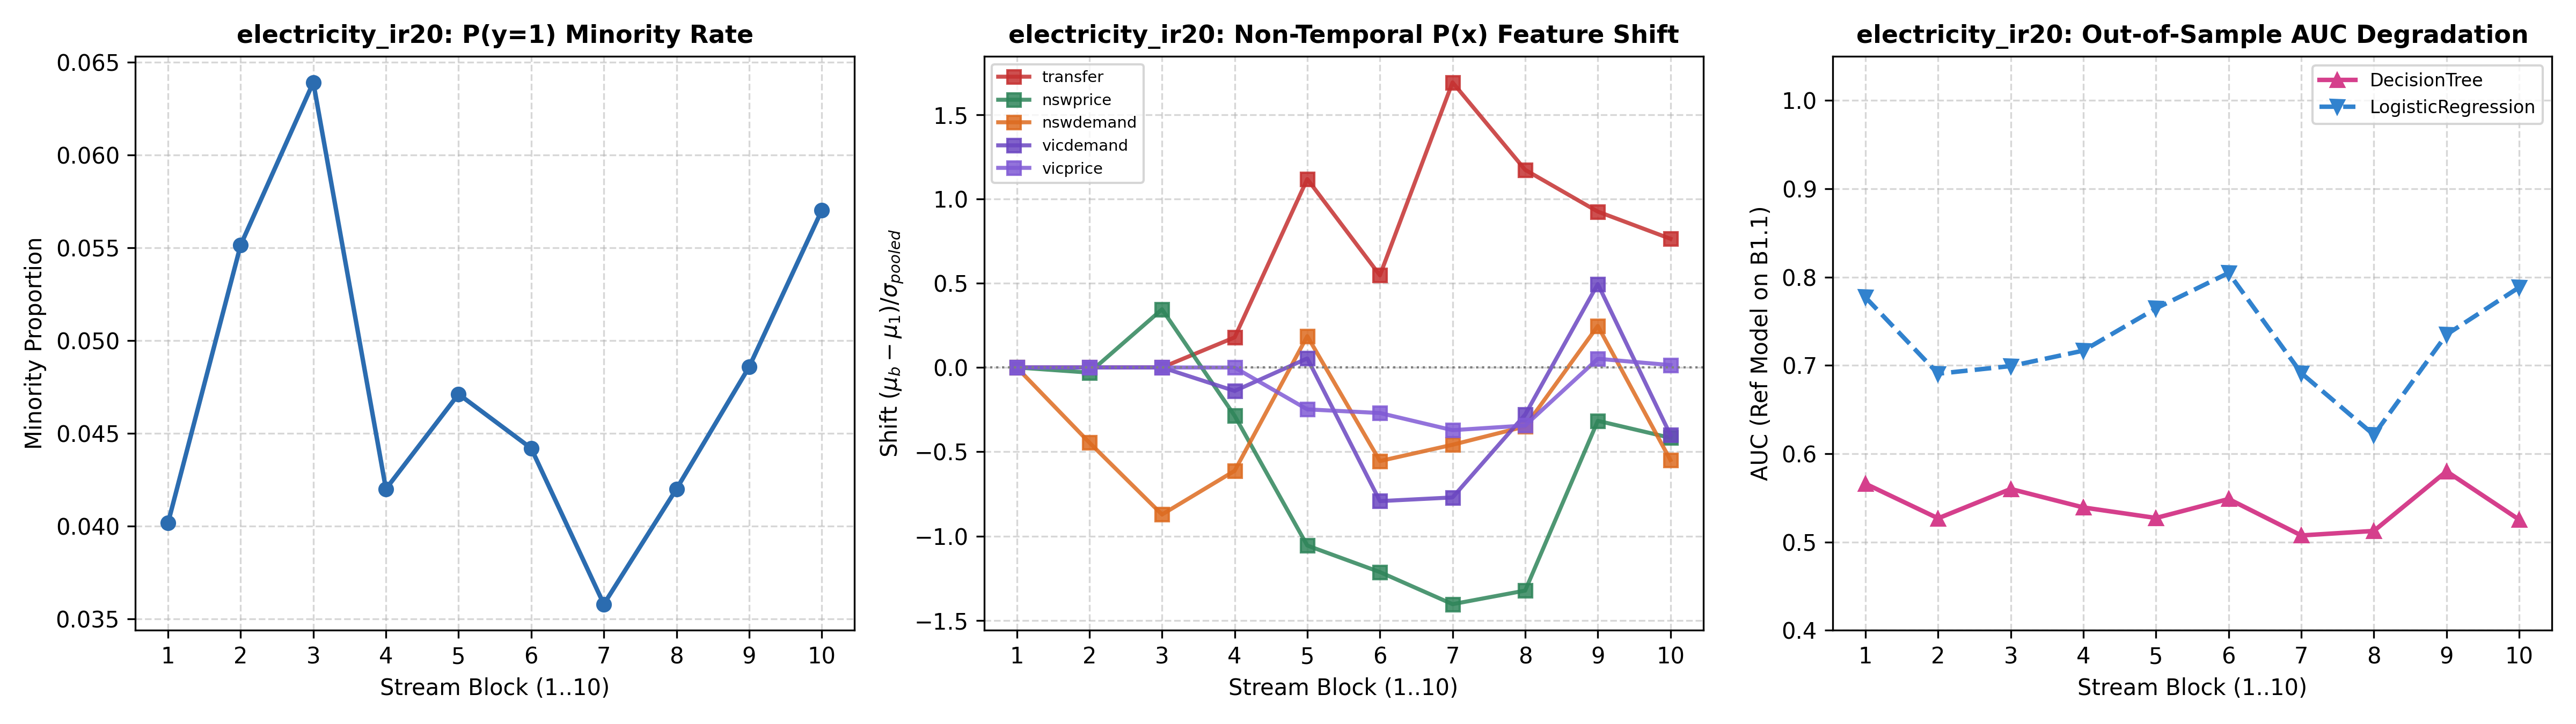 electricity_ir20: P(y=1) Minority Rate
Minority Proportion
0.065
0.060
0.055
0.050
0.045
0.040
0.035
1 2 3 4 5 6 7 8 9 10
Stream Block (1..10)
electricity_ir20: Non-Temporal P(x) Feature Shift
transfer
nswprice
nswdemand
vicdemand
vicprice
Shift (μ_b − μ_1)/σ_pooled
1.5
1.0
0.5
0.0
−0.5
−1.0
−1.5
1 2 3 4 5 6 7 8 9 10
Stream Block (1..10)
electricity_ir20: Out-of-Sample AUC Degradation
DecisionTree
LogisticRegression
AUC (Ref Model on B1.1)
1.0
0.9
0.8
0.7
0.6
0.5
0.4
1 2 3 4 5 6 7 8 9 10
Stream Block (1..10)